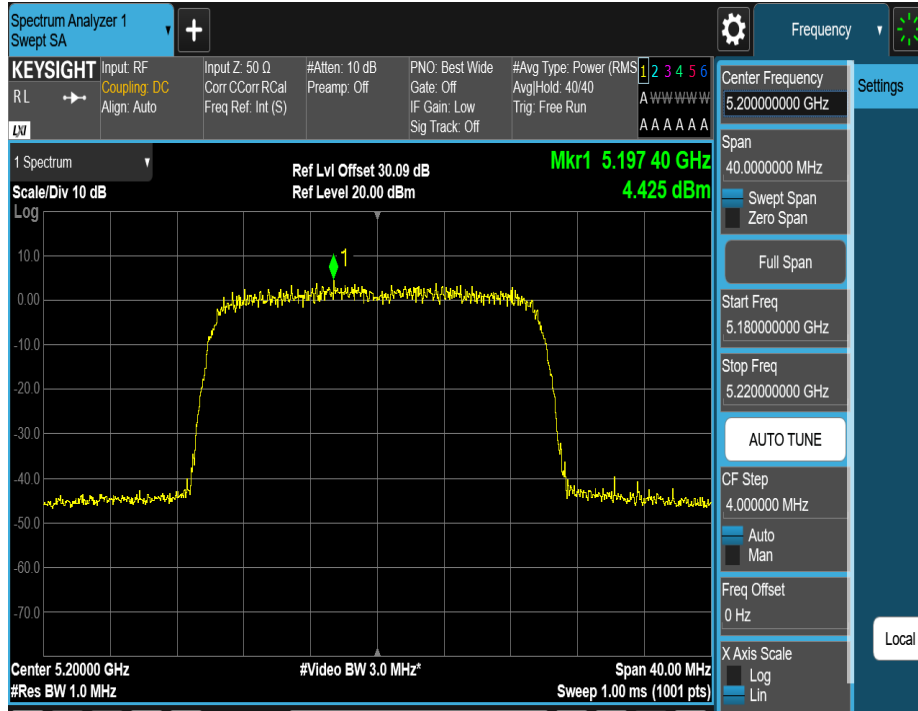 Spectrum Analyzer 1
Swept SA
+
Frequency
KEYSIGHT
R L
LXI
Input: RF
Coupling: DC
Align: Auto
Input Z: 50 Ω
Corr CCorr RCal
Freq Ref: Int (S)
#Atten: 10 dB
Preamp: Off
PNO: Best Wide
Gate: Off
IF Gain: Low
Sig Track: Off
#Avg Type: Power (RMS
Avg|Hold: 40/40
Trig: Free Run
1 2 3 4 5 6
A W W W W W
A A A A A A
1 Spectrum
Scale/Div 10 dB
Ref Lvl Offset 30.09 dB
Ref Level 20.00 dBm
Mkr1 5.197 40 GHz
4.425 dBm
Log
1
10.0
0.00
-10.0
-20.0
-30.0
-40.0
-50.0
-60.0
-70.0
Center 5.20000 GHz
#Video BW 3.0 MHz*
Span 40.00 MHz
#Res BW 1.0 MHz
Sweep 1.00 ms (1001 pts)
Center Frequency
5.200000000 GHz
Span
40.0000000 MHz
Swept Span
Zero Span
Full Span
Start Freq
5.180000000 GHz
Stop Freq
5.220000000 GHz
AUTO TUNE
CF Step
4.000000 MHz
Auto
Man
Freq Offset
0 Hz
X Axis Scale
Log
Lin
Settings
Local